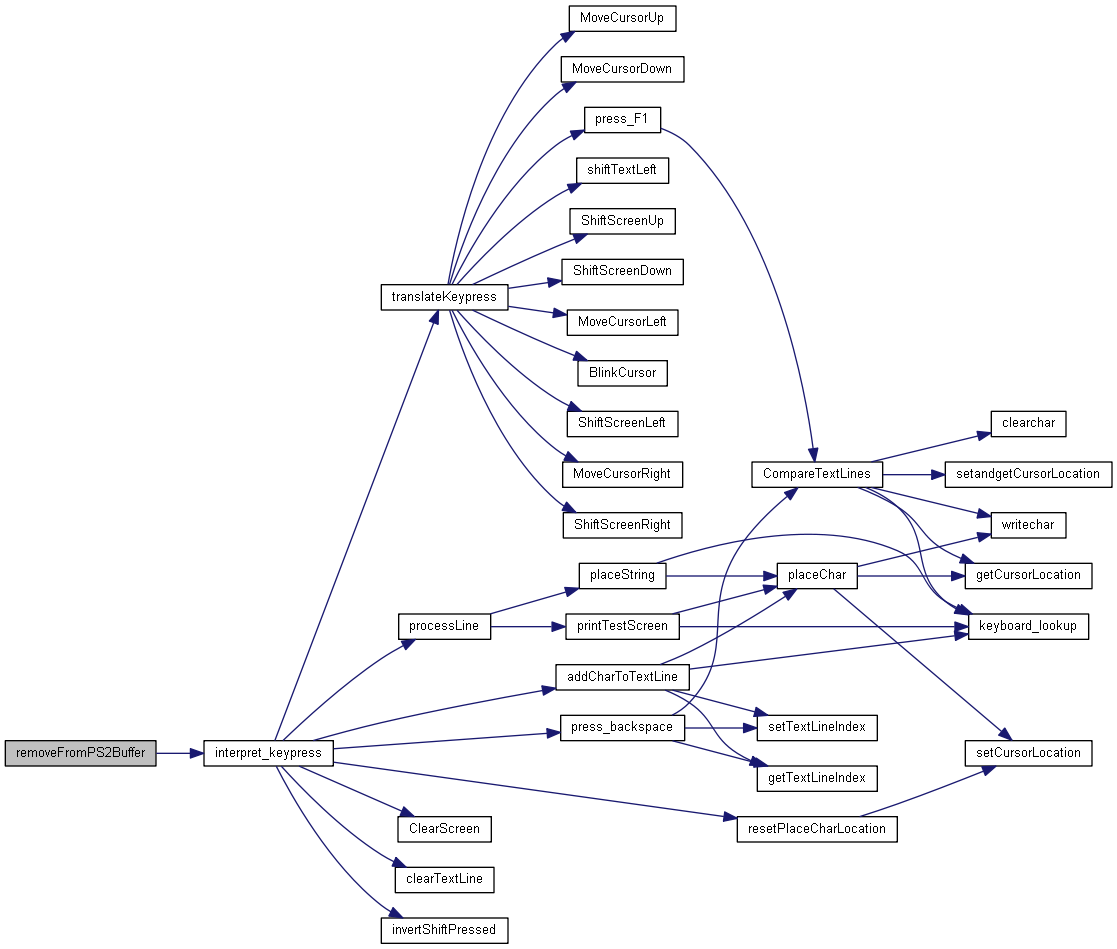 MoveCursorUp
MoveCursorDown
press_F1
shiftTextLeft
ShiftScreenUp
ShiftScreenDown
translateKeypress
MoveCursorLeft
BlinkCursor
ShiftScreenLeft
clearchar
MoveCursorRight
CompareTextLines
setandgetCursorLocation
ShiftScreenRight
writechar
placeString
placeChar
getCursorLocation
processLine
printTestScreen
keyboard_lookup
addCharToTextLine
press_backspace
setTextLineIndex
removeFromPS2Buffer
interpret_keypress
setCursorLocation
getTextLineIndex
ClearScreen
resetPlaceCharLocation
clearTextLine
invertShiftPressed